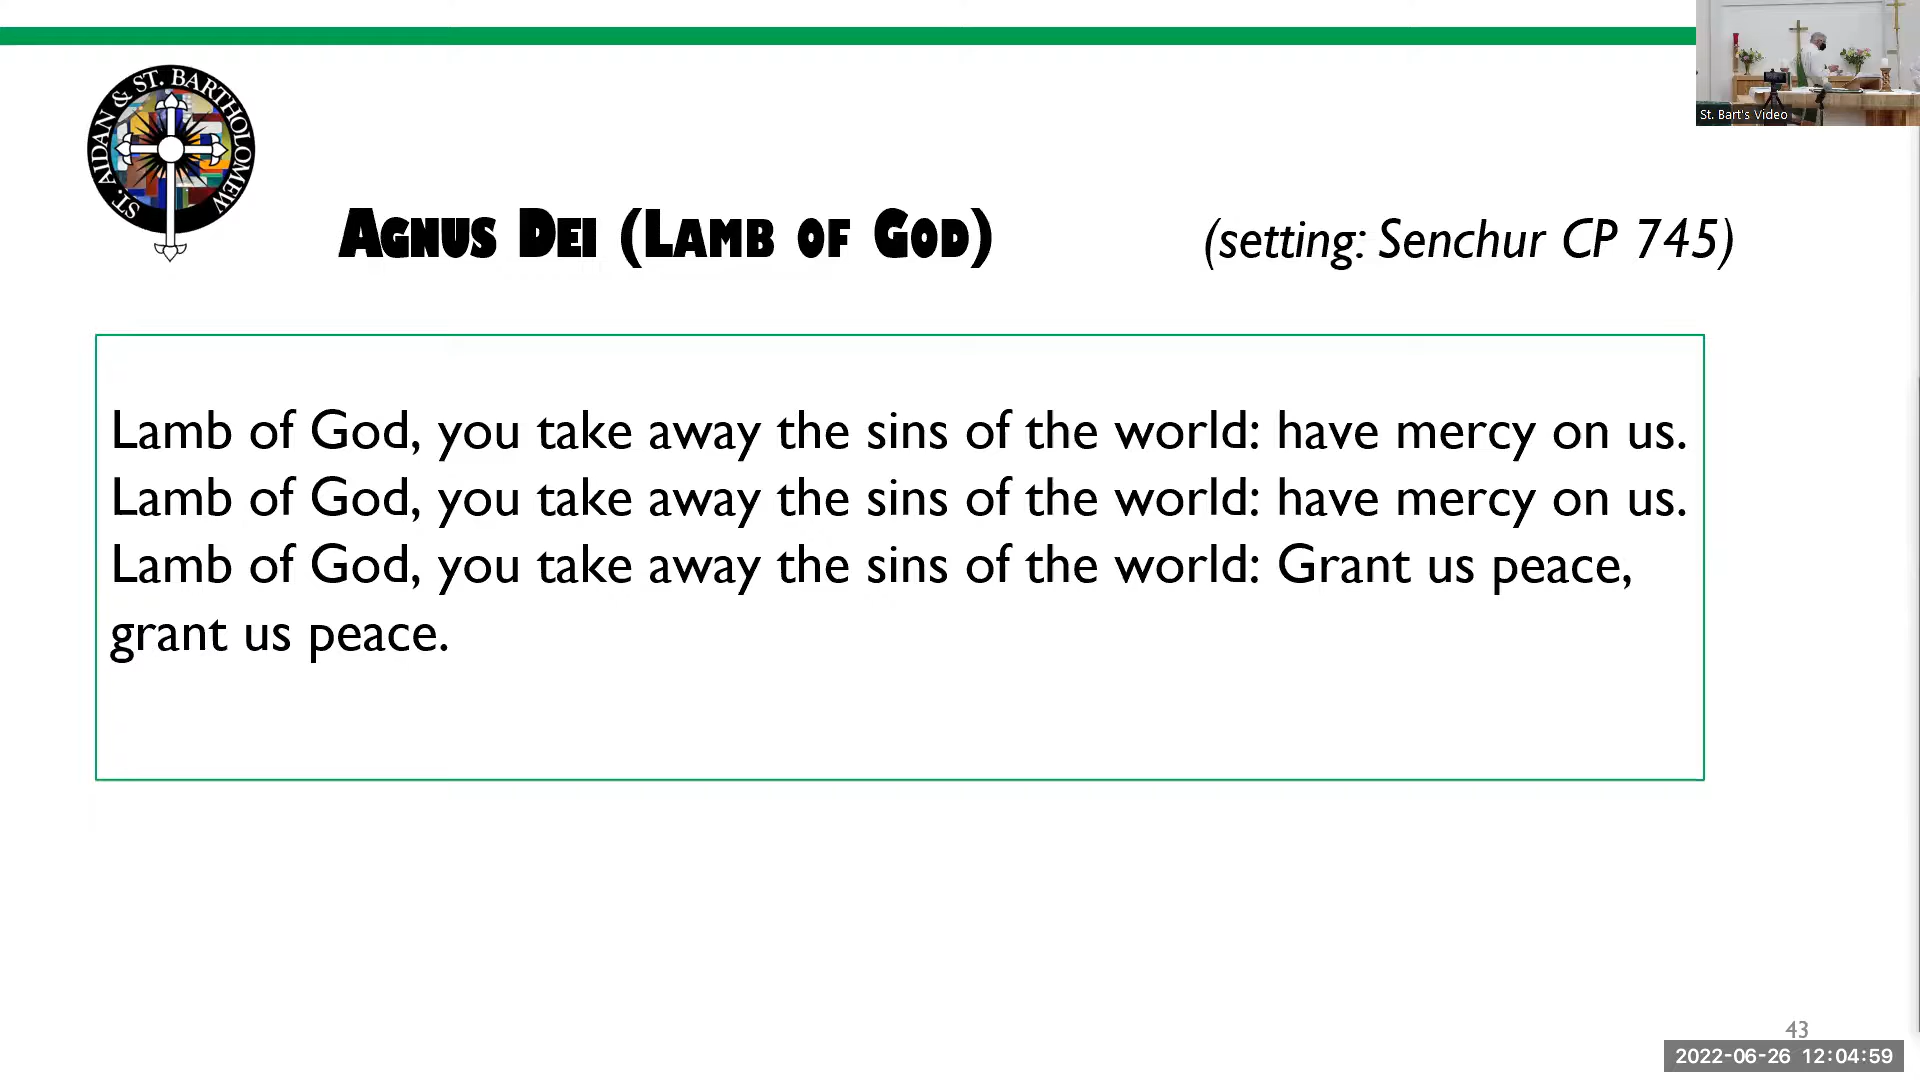 St. Bart's Video
ST. AIDAN & ST. BARTHOLOMEW
AGNUS DEI (LAMB OF GOD)
(setting: Senchur CP 745)
Lamb of God, you take away the sins of the world: have mercy on us.
Lamb of God, you take away the sins of the world: have mercy on us.
Lamb of God, you take away the sins of the world: Grant us peace,
grant us peace.
43
2022-06-26 12:04:59